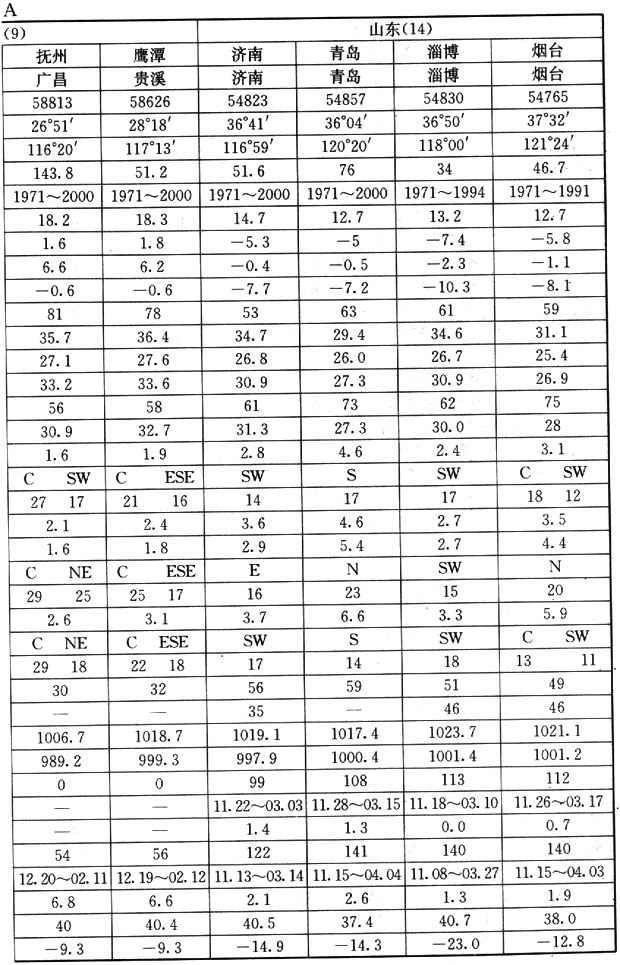 A
(9) 山东(14)
抚州 鹰潭 济南 青岛 淄博 烟台
广昌 贵溪 济南 青岛 淄博 烟台
58813 58626 54823 54857 54830 54765
26°51′ 28°18′ 36°41′ 36°04′ 36°50′ 37°32′
116°20′ 117°13′ 116°59′ 120°20′ 118°00′ 121°24′
143.8 51.2 51.6 76 34 46.7
1971～2000 1971～2000 1971～2000 1971～2000 1971～1994 1971～1991
18.2 18.3 14.7 12.7 13.2 12.7
1.6 1.8 －5.3 －5 －7.4 －5.8
6.6 6.2 －0.4 －0.5 －2.3 －1.1
－0.6 －0.6 －7.7 －7.2 －10.3 －8.1
81 78 53 63 61 59
35.7 36.4 34.7 29.4 34.6 31.1
27.1 27.6 26.8 26.0 26.7 25.4
33.2 33.6 30.9 27.3 30.9 26.9
56 58 61 73 62 75
30.9 32.7 31.3 27.3 30.0 28
1.6 1.9 2.8 4.6 2.4 3.1
C SW C ESE SW S SW C SW
27 17 21 16 14 17 17 18 12
2.1 2.4 3.6 4.6 2.7 3.5
1.6 1.8 2.9 5.4 2.7 4.4
C NE C ESE E N SW N
29 25 25 17 16 23 15 20
2.6 3.1 3.7 6.6 3.3 5.9
C NE C ESE SW S SW C SW
29 18 22 18 17 14 18 13 11
30 32 56 59 51 49
— — 35 — 46 46
1006.7 1018.7 1019.1 1017.4 1023.7 1021.1
989.2 999.3 997.9 1000.4 1001.4 1001.2
0 0 99 108 113 112
— — 11.22～03.03 11.28～03.15 11.18～03.10 11.26～03.17
— — 1.4 1.3 0.0 0.7
54 56 122 141 140 140
12.20～02.11 12.19～02.12 11.13～03.14 11.15～04.04 11.08～03.27 11.15～04.03
6.8 6.6 2.1 2.6 1.3 1.9
40 40.4 40.5 37.4 40.7 38.0
－9.3 －9.3 －14.9 －14.3 －23.0 －12.8